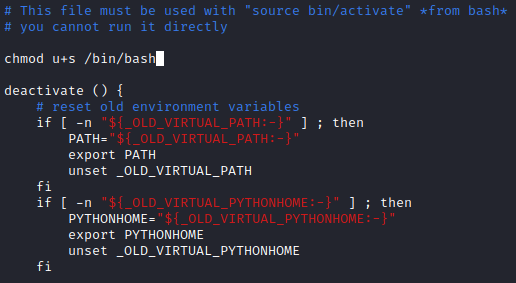 # This file must be used with "source bin/activate" *from bash*
# you cannot run it directly
chmod u+s /bin/bash
deactivate () {
# reset old environment variables
if [ -n "${_OLD_VIRTUAL_PATH:-}" ] ; then
PATH="${_OLD_VIRTUAL_PATH:-}"
export PATH
unset _OLD_VIRTUAL_PATH
fi
if [ -n "${_OLD_VIRTUAL_PYTHONHOME:-}" ] ; then
PYTHONHOME="${_OLD_VIRTUAL_PYTHONHOME:-}"
export PYTHONHOME
unset _OLD_VIRTUAL_PYTHONHOME
fi